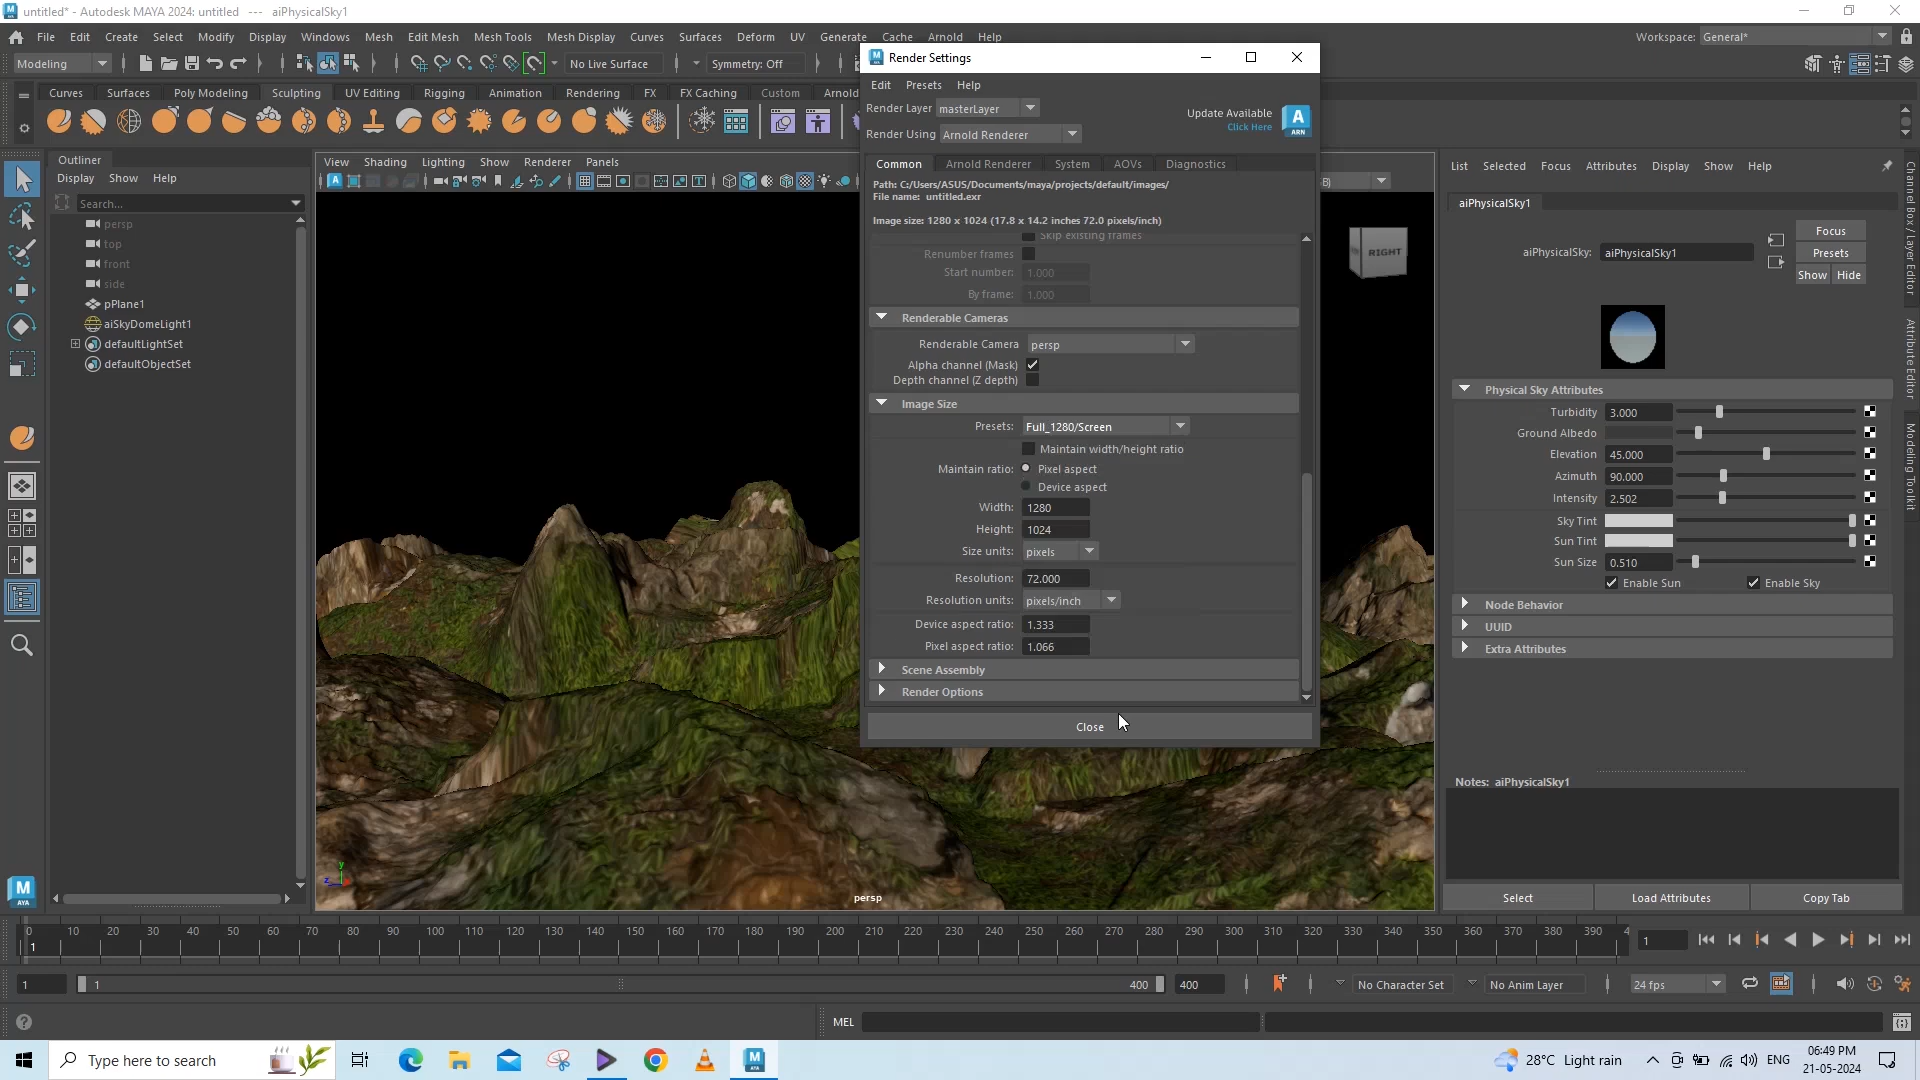 untitled* - Autodesk MAYA 2024: untitled --- aiPhysicalSky1
File Edit Create Select Modify Display Windows Mesh Edit Mesh Mesh Tools Mesh Display Curves Surfaces Deform UV Generate Cache Arnold Help
Workspace: General*
Modeling
No Live Surface
Symmetry: Off
Curves Surfaces Poly Modeling Sculpting UV Editing Rigging Animation Rendering FX FX Caching Custom Arnold
Outliner
Display Show Help
Search...
persp
top
front
side
pPlane1
aiSkyDomeLight1
defaultLightSet
defaultObjectSet
View Shading Lighting Show Renderer Panels
RIGHT
persp
Render Settings
Edit Presets Help
Render Layer masterLayer
Render Using Arnold Renderer
Update Available
Click Here
ARN
Common Arnold Renderer System AOVs Diagnostics
Path: C:/Users/ASUS/Documents/maya/projects/default/images/
File name: untitled.exr
Image size: 1280 x 1024 (17.8 x 14.2 inches 72.0 pixels/inch)
Skip existing frames
Renumber frames
Start number: 1.000
By frame: 1.000
Renderable Cameras
Renderable Camera persp
Alpha channel (Mask)
Depth channel (Z depth)
Image Size
Presets: Full_1280/Screen
Maintain width/height ratio
Maintain ratio: Pixel aspect
Device aspect
Width: 1280
Height: 1024
Size units: pixels
Resolution: 72.000
Resolution units: pixels/inch
Device aspect ratio: 1.333
Pixel aspect ratio: 1.066
Scene Assembly
Render Options
Close
List Selected Focus Attributes Display Show Help
aiPhysicalSky1
aiPhysicalSky: aiPhysicalSky1
Focus
Presets
Show Hide
Physical Sky Attributes
Turbidity 3.000
Ground Albedo
Elevation 45.000
Azimuth 90.000
Intensity 2.502
Sky Tint
Sun Tint
Sun Size 0.510
Enable Sun Enable Sky
Node Behavior
UUID
Extra Attributes
Notes: aiPhysicalSky1
Select Load Attributes Copy Tab
Channel Box / Layer Editor
Attribute Editor
Modeling Toolkit
0 10 20 30 40 50 60 70 80 90 100 110 120 130 140 150 160 170 180 190 200 210 220 230 240 250 260 270 280 290 300 310 320 330 340 350 360 370 380 390 4
1
1
1 1 400 400
No Character Set
No Anim Layer
24 fps
MEL
Type here to search
28°C Light rain
ENG
06:49 PM
21-05-2024